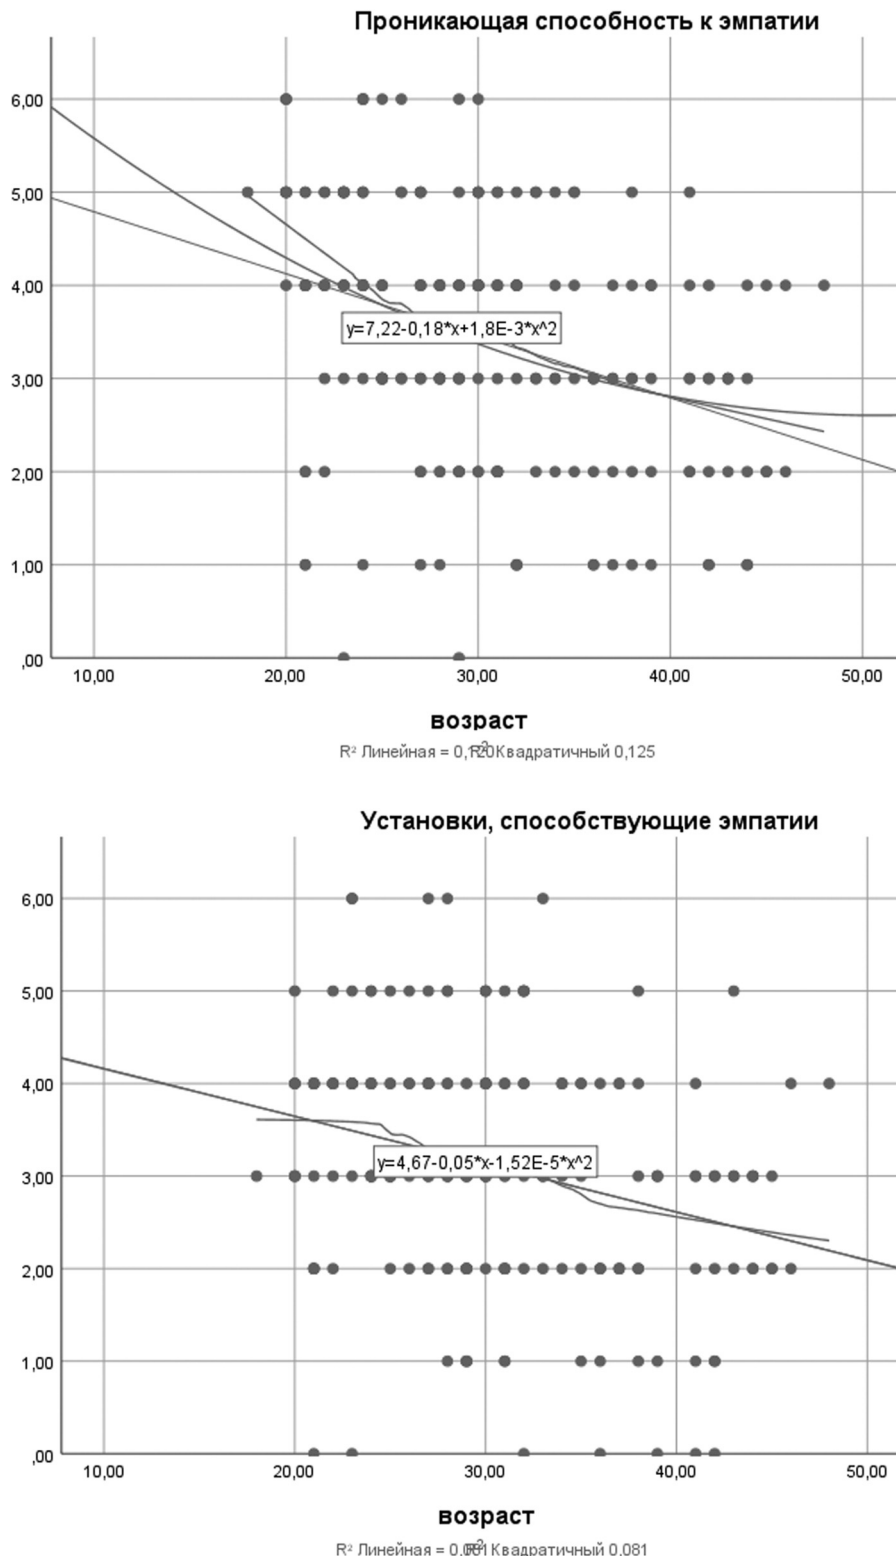 Проникающая способность к эмпатии
6,00
5,00
4,00
y=7,22-0,18*x+1,8E-3*x^2
3,00
2,00
1,00
,00
10,00 20,00 30,00 40,00 50,00
возраст
R² Линейная = 0,120 R² Квадратичный 0,125
Установки, способствующие эмпатии
6,00
5,00
4,00
y=4,67-0,05*x-1,52E-5*x^2
3,00
2,00
1,00
,00
10,00 20,00 30,00 40,00 50,00
возраст
R² Линейная = 0,081 R² Квадратичный 0,081